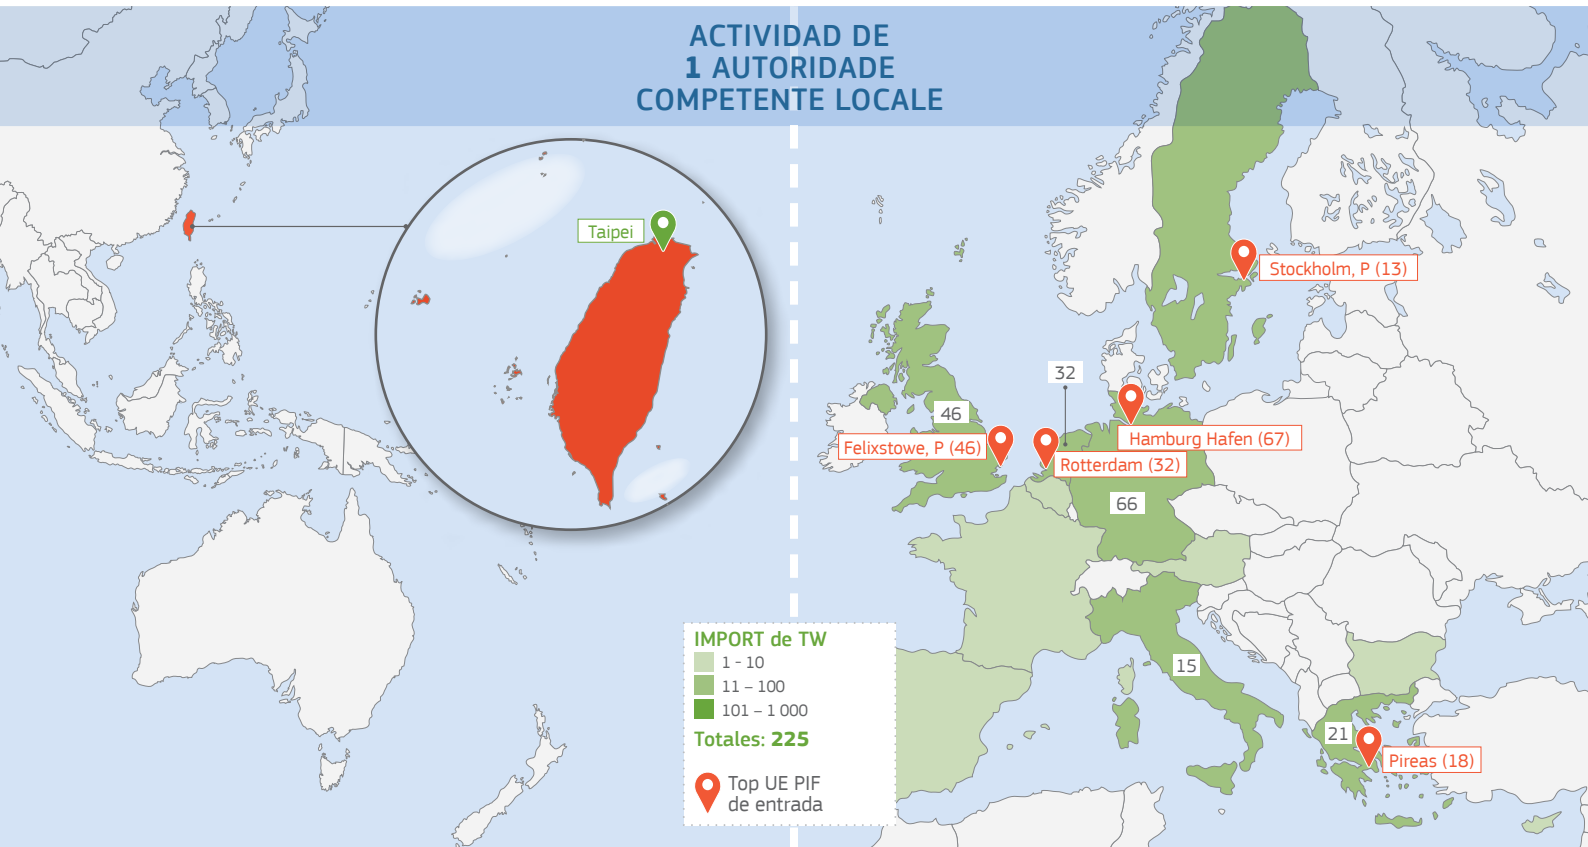 ACTIVIDAD DE
1 AUTORIDADE
COMPETENTE LOCALE
Taipei
Stockholm, P (13)
32
46
Felixstowe, P (46)
Hamburg Hafen (67)
Rotterdam (32)
66
15
21
Pireas (18)
IMPORT de TW
1 - 10
11 – 100
101 – 1 000
Totales: 225
Top UE PIF
de entrada